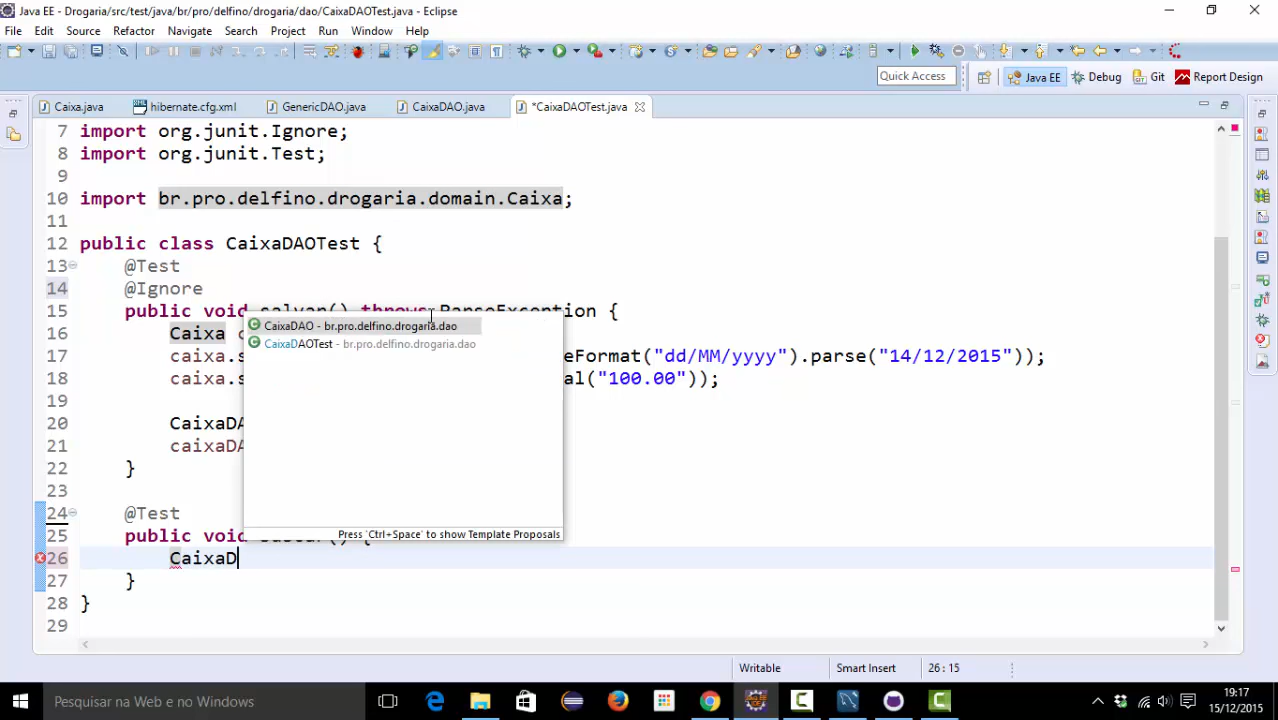 Java EE - Drogaria/src/test/java/br/pro/delfino/drogaria/dao/CaixaDAOTest.java - Eclipse
File Edit Source Refactor Navigate Search Project Run Window Help
Quick Access Java EE Debug Git Report Design
Caixa.java hibernate.cfg.xml GenericDAO.java CaixaDAO.java *CaixaDAOTest.java
7 import org.junit.Ignore;
8 import org.junit.Test;
9
10 import br.pro.delfino.drogaria.domain.Caixa;
11
12 public class CaixaDAOTest {
13 @Test
14 @Ignore
15 public void salvar() throws ParseException {
CaixaDAO - br.pro.delfino.drogaria.dao
16 Caixa
CaixaDAOTest - br.pro.delfino.drogaria.dao
17 caixa.s eFormat("dd/MM/yyyy").parse("14/12/2015"));
18 caixa.s al("100.00"));
19
20 CaixaDA
21 caixaDA
22 }
23
24 @Test
Press 'Ctrl+Space' to show Template Proposals
25 public void buscar() {
26 CaixaD
27 }
28 }
29
Writable Smart Insert 26 : 15
Pesquisar na Web e no Windows
19:17
15/12/2015